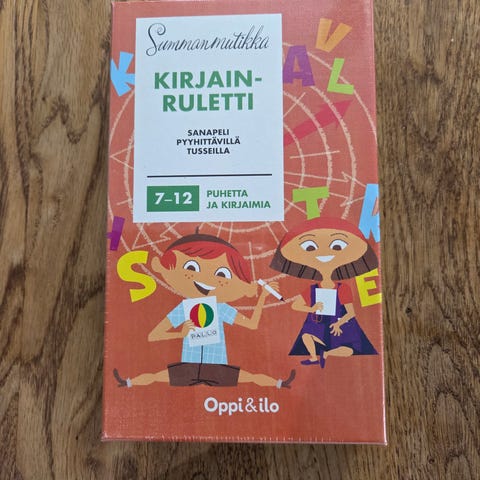 Summanmutikka
KIRJAIN-
RULETTI
SANAPELI
PYYHITTÄVILLÄ
TUSSEILLA
7–12
PUHETTA
JA KIRJAIMIA
PALLO
Oppi&ilo